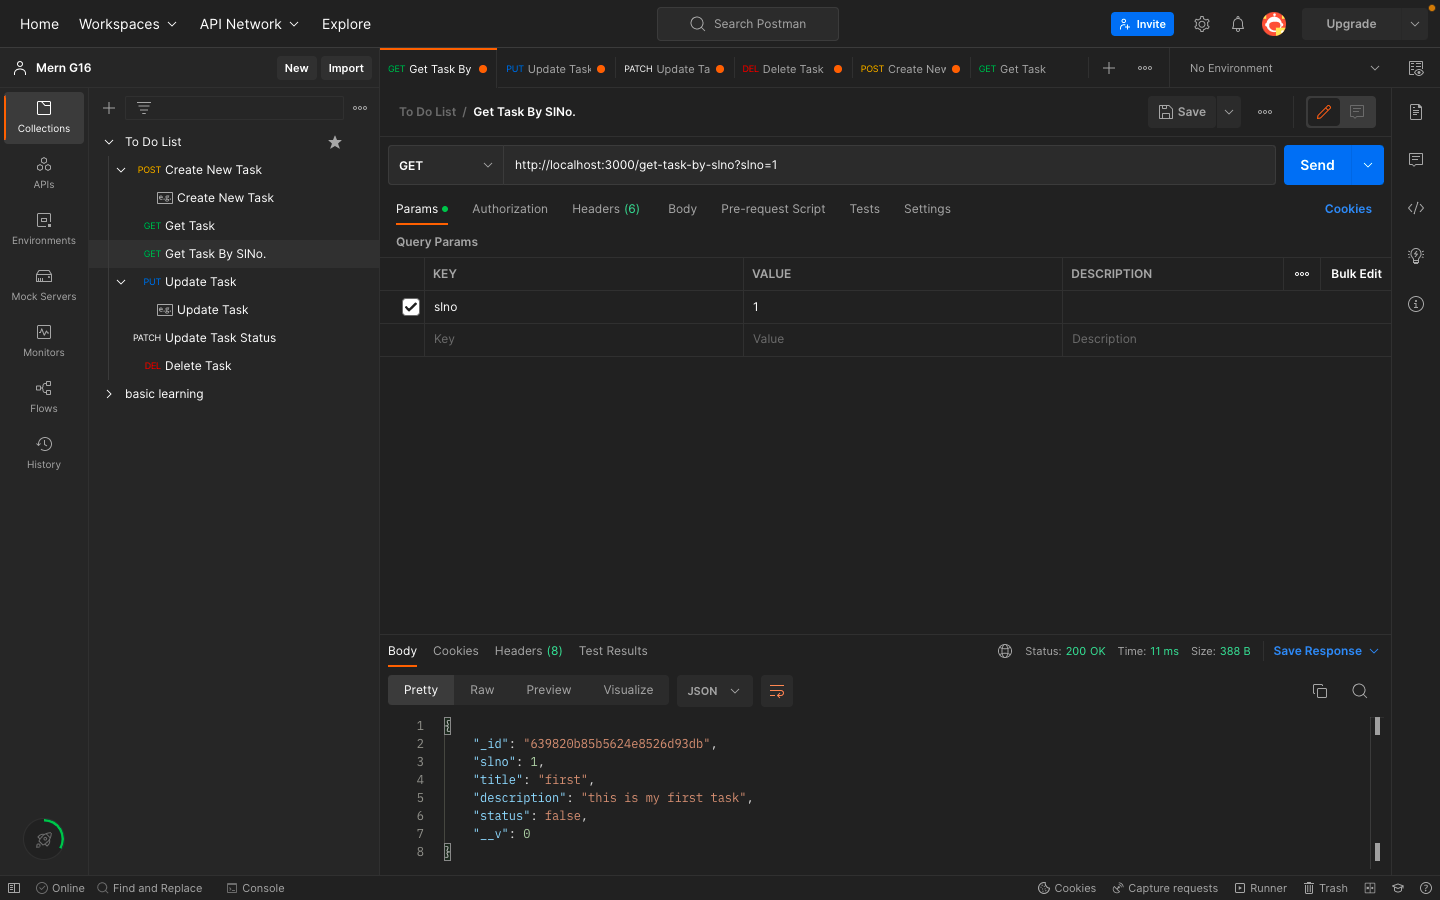 Home Workspaces API Network Explore Search Postman Invite Upgrade
Mern G16 New Import
GET Get Task By PUT Update Task PATCH Update Ta DEL Delete Task POST Create New GET Get Task No Environment
Collections
APIs
Environments
Mock Servers
Monitors
Flows
History
To Do List
POST Create New Task
e.g. Create New Task
GET Get Task
GET Get Task By SlNo.
PUT Update Task
e.g. Update Task
PATCH Update Task Status
DEL Delete Task
basic learning
To Do List / Get Task By SlNo. Save
GET http://localhost:3000/get-task-by-slno?slno=1 Send
Params Authorization Headers (6) Body Pre-request Script Tests Settings Cookies
Query Params
KEY VALUE DESCRIPTION Bulk Edit
slno 1
Key Value Description
Body Cookies Headers (8) Test Results Status: 200 OK Time: 11 ms Size: 388 B Save Response
Pretty Raw Preview Visualize JSON
1 {
2 "_id": "639820b85b5624e8526d93db",
3 "slno": 1,
4 "title": "first",
5 "description": "this is my first task",
6 "status": false,
7 "__v": 0
8 }
Online Find and Replace Console Cookies Capture requests Runner Trash